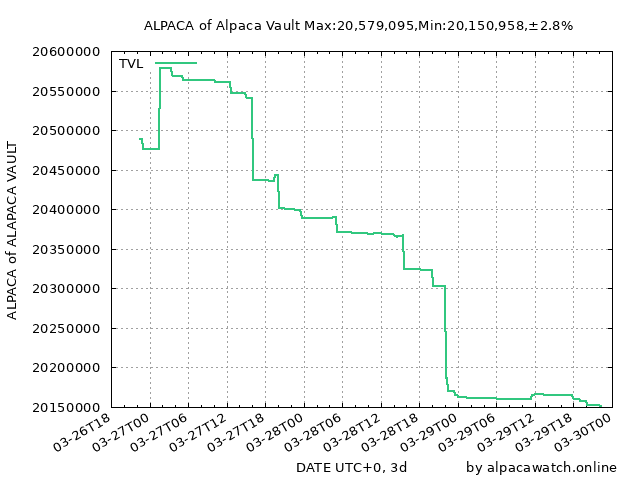 ALPACA of Alpaca Vault Max:20,579,095,Min:20,150,958,±2.8%
TVL
ALPACA of ALAPACA VAULT
20600000
20550000
20500000
20450000
20400000
20350000
20300000
20250000
20200000
20150000
03-26T18
03-27T00
03-27T06
03-27T12
03-27T18
03-28T00
03-28T06
03-28T12
03-28T18
03-29T00
03-29T06
03-29T12
03-29T18
03-30T00
DATE UTC+0, 3d
by alpacawatch.online